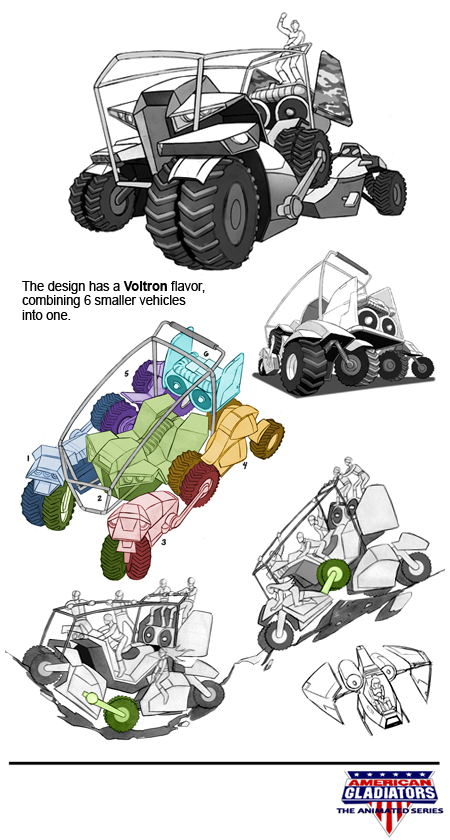 The design has a Voltron flavor,
combining 6 smaller vehicles
into one.
6
5
1
2
4
3
AMERICAN
GLADIATORS
THE ANIMATED SERIES